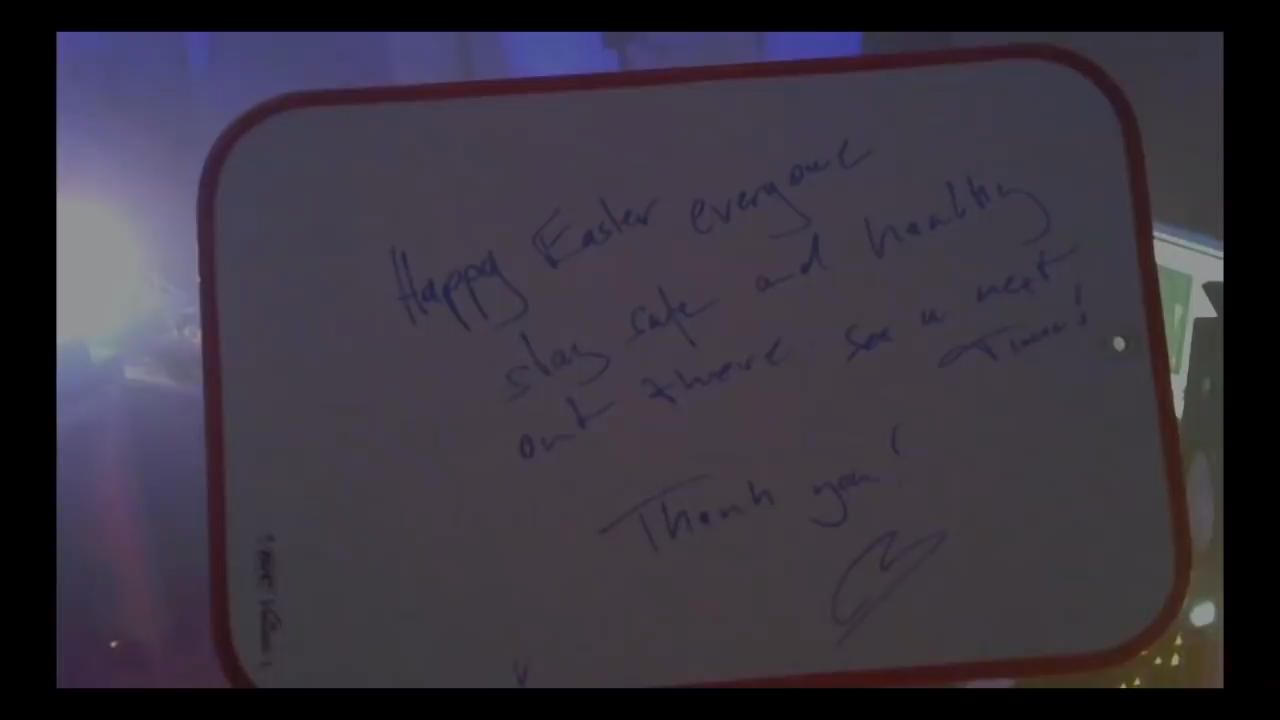 Happy Easter everyone
stay safe and healthy
out there see u next
Time!
Thank you!